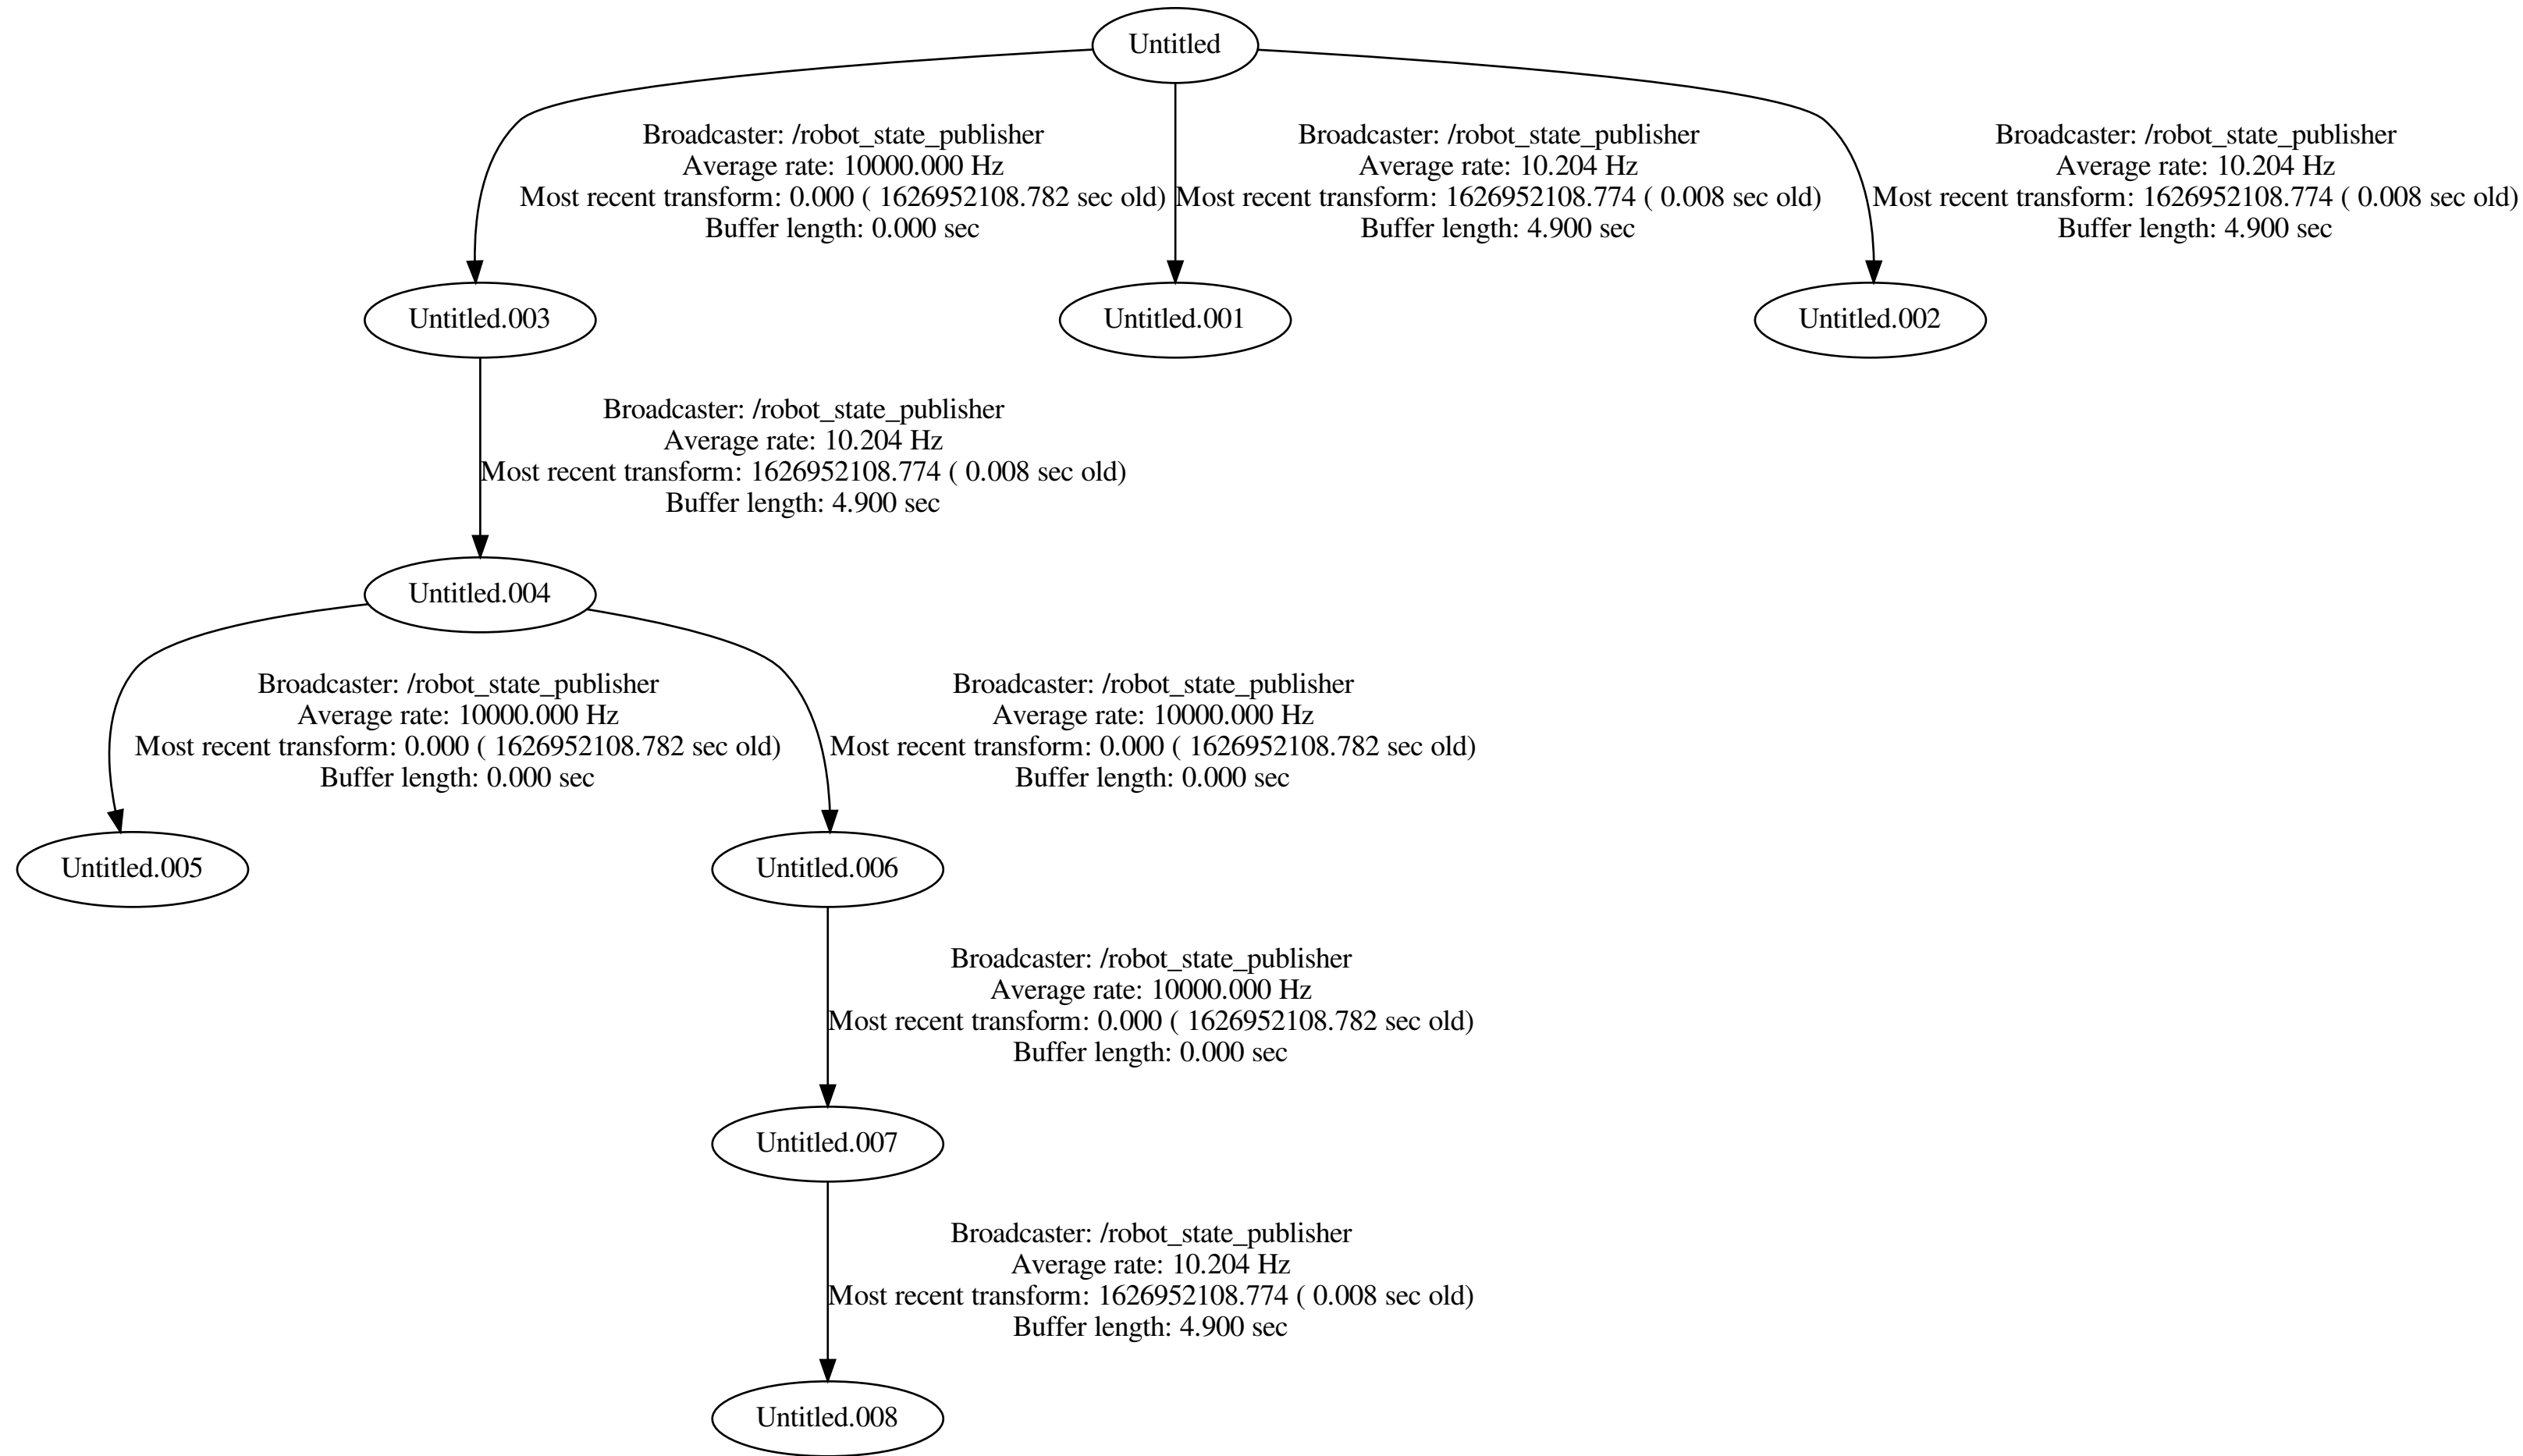 Untitled
Broadcaster: /robot_state_publisher
Average rate: 10000.000 Hz
Most recent transform: 0.000 ( 1626952108.782 sec old)
Buffer length: 0.000 sec
Broadcaster: /robot_state_publisher
Average rate: 10.204 Hz
Most recent transform: 1626952108.774 ( 0.008 sec old)
Buffer length: 4.900 sec
Broadcaster: /robot_state_publisher
Average rate: 10.204 Hz
Most recent transform: 1626952108.774 ( 0.008 sec old)
Buffer length: 4.900 sec
Untitled.003
Untitled.001
Untitled.002
Broadcaster: /robot_state_publisher
Average rate: 10.204 Hz
Most recent transform: 1626952108.774 ( 0.008 sec old)
Buffer length: 4.900 sec
Untitled.004
Broadcaster: /robot_state_publisher
Average rate: 10000.000 Hz
Most recent transform: 0.000 ( 1626952108.782 sec old)
Buffer length: 0.000 sec
Broadcaster: /robot_state_publisher
Average rate: 10000.000 Hz
Most recent transform: 0.000 ( 1626952108.782 sec old)
Buffer length: 0.000 sec
Untitled.005
Untitled.006
Broadcaster: /robot_state_publisher
Average rate: 10000.000 Hz
Most recent transform: 0.000 ( 1626952108.782 sec old)
Buffer length: 0.000 sec
Untitled.007
Broadcaster: /robot_state_publisher
Average rate: 10.204 Hz
Most recent transform: 1626952108.774 ( 0.008 sec old)
Buffer length: 4.900 sec
Untitled.008